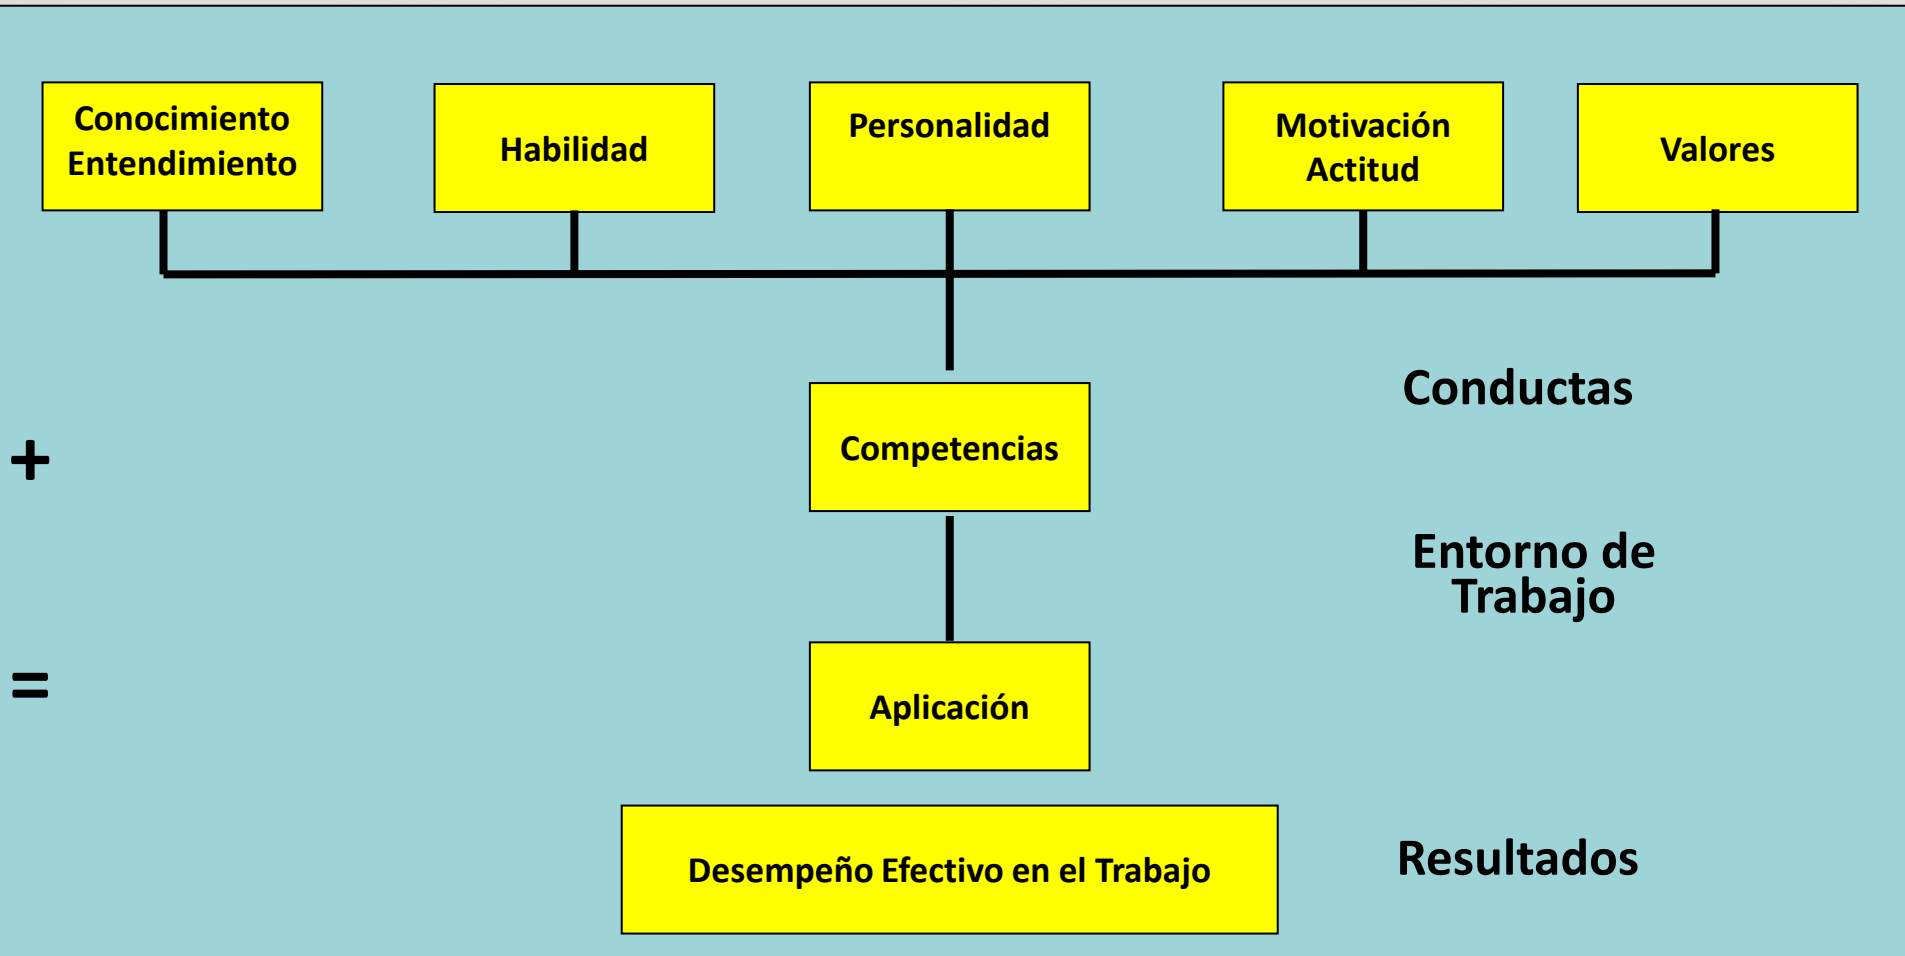 Conocimiento
Entendimiento
Habilidad
Personalidad
Motivación
Actitud
Valores
Conductas
+
Competencias
Entorno de
Trabajo
=
Aplicación
Desempeño Efectivo en el Trabajo
Resultados